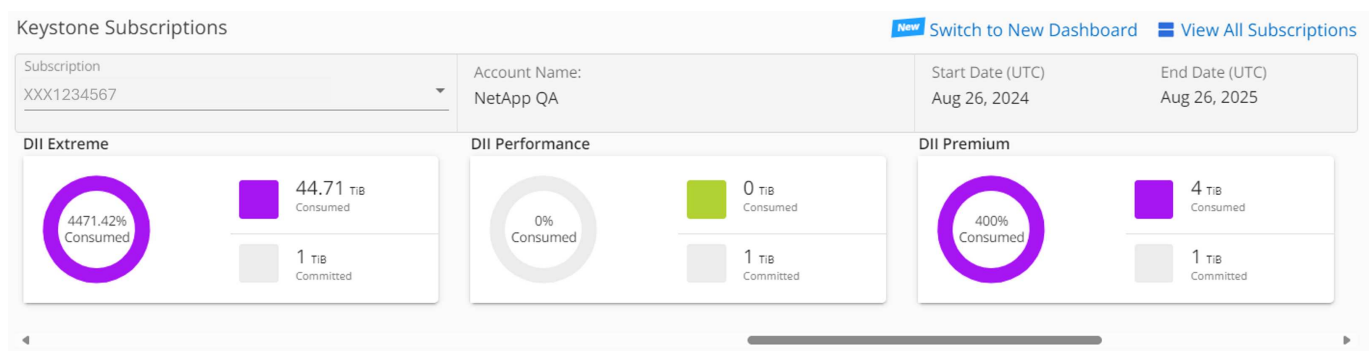 Keystone Subscriptions
New Switch to New Dashboard
View All Subscriptions
Subscription
XXX1234567
Account Name:
NetApp QA
Start Date (UTC)
Aug 26, 2024
End Date (UTC)
Aug 26, 2025
DII Extreme
4471.42%
Consumed
44.71 TiB
Consumed
1 TiB
Committed
DII Performance
0%
Consumed
0 TiB
Consumed
1 TiB
Committed
DII Premium
400%
Consumed
4 TiB
Consumed
1 TiB
Committed